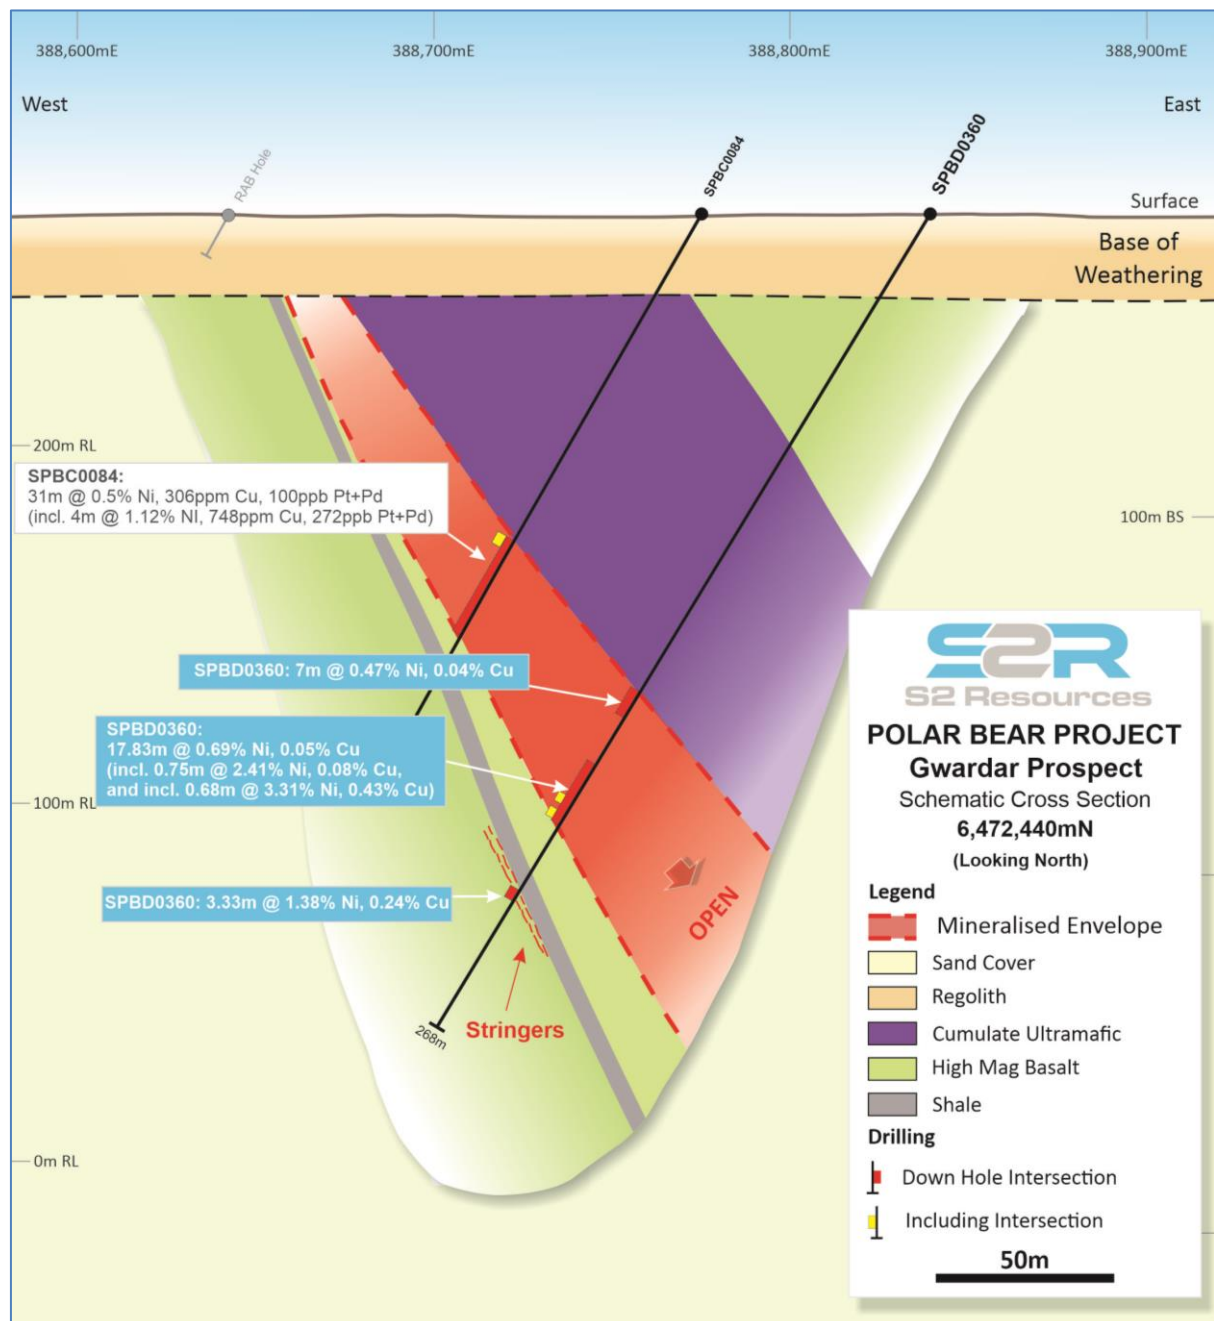 388,600mE
388,700mE
388,800mE
388,900mE
West
East
RAB Hole
SPBC0084
SPBD0360
Surface
Base of
Weathering
200m RL
SPBC0084:
31m @ 0.5% Ni, 306ppm Cu, 100ppb Pt+Pd
(incl. 4m @ 1.12% NI, 748ppm Cu, 272ppb Pt+Pd)
100m BS
SPBD0360: 7m @ 0.47% Ni, 0.04% Cu
SPBD0360:
17.83m @ 0.69% Ni, 0.05% Cu
(incl. 0.75m @ 2.41% Ni, 0.08% Cu,
and incl. 0.68m @ 3.31% Ni, 0.43% Cu)
100m RL
SPBD0360: 3.33m @ 1.38% Ni, 0.24% Cu
OPEN
Stringers
268m
0m RL
S2R
S2 Resources
POLAR BEAR PROJECT
Gwardar Prospect
Schematic Cross Section
6,472,440mN
(Looking North)
Legend
Mineralised Envelope
Sand Cover
Regolith
Cumulate Ultramafic
High Mag Basalt
Shale
Drilling
Down Hole Intersection
Including Intersection
50m